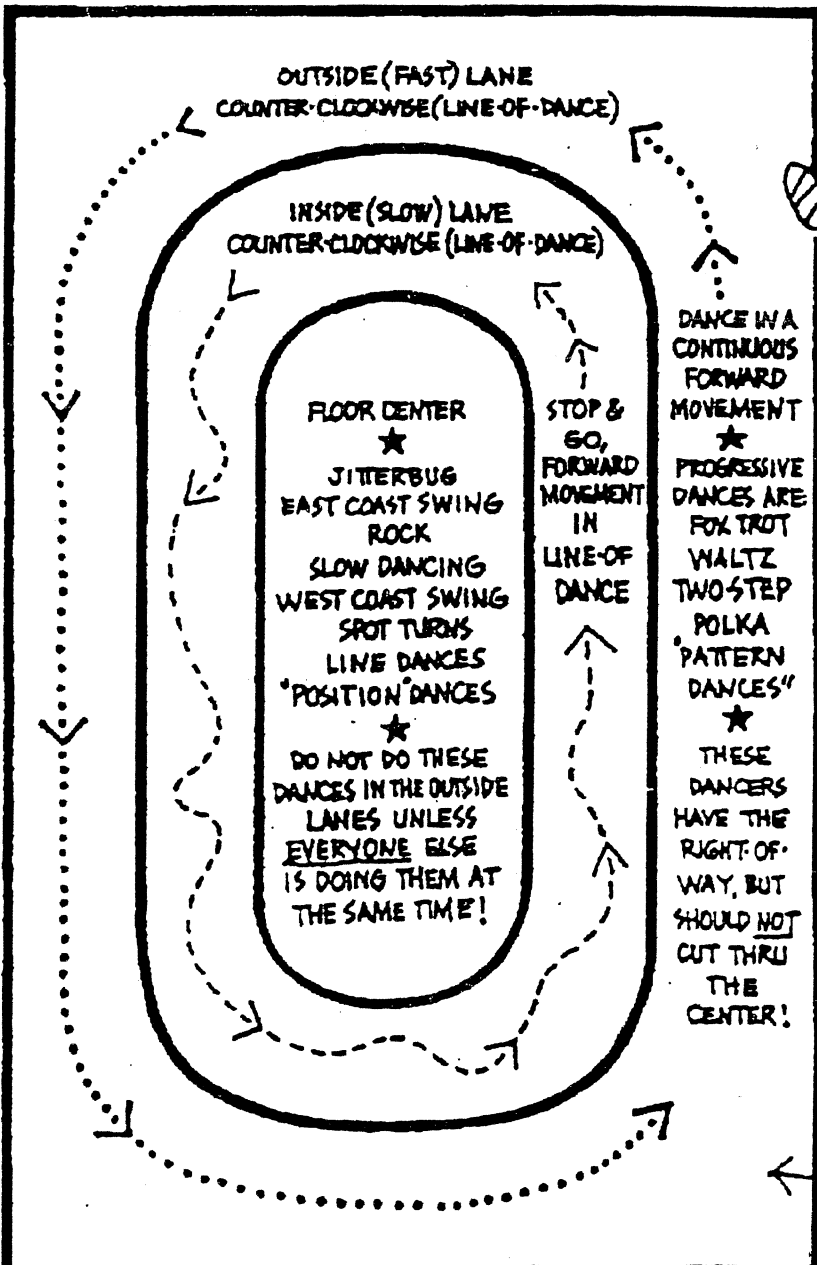 OUTSIDE (FAST) LANE
COUNTER-CLOCKWISE (LINE-OF-DANCE)
INSIDE (SLOW) LANE
COUNTER-CLOCKWISE (LINE-OF-DANCE)
FLOOR CENTER
★
JITTERBUG
EAST COAST SWING
ROCK
SLOW DANCING
WEST COAST SWING
SPOT TURNS
LINE DANCES
"POSITION" DANCES
★
DO NOT DO THESE
DANCES IN THE OUTSIDE
LANES UNLESS
EVERYONE ELSE
IS DOING THEM AT
THE SAME TIME!
STOP &
GO,
FORWARD
MOVEMENT
IN
LINE-OF
DANCE
DANCE IN A
CONTINUOUS
FORWARD
MOVEMENT
★
PROGRESSIVE
DANCES ARE
FOX TROT
WALTZ
TWO-STEP
POLKA
"PATTERN
DANCES"
★
THESE
DANCERS
HAVE THE
RIGHT-OF-
WAY, BUT
SHOULD NOT
CUT THRU
THE
CENTER!